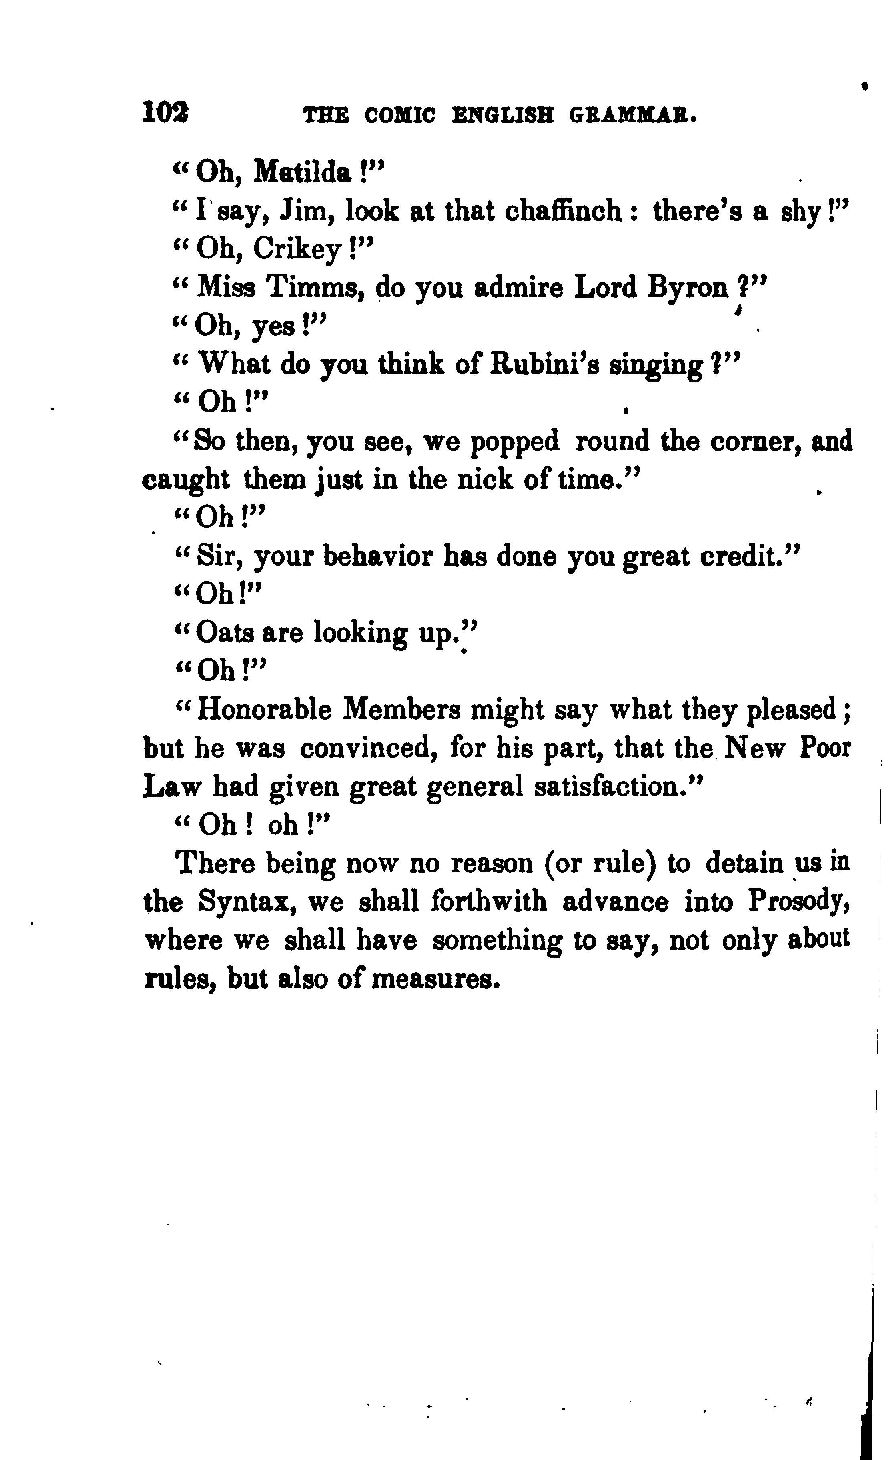 102 THE COMIC ENGLISH GRAMMAR.
“Oh, Matilda!”
“I say, Jim, look at that chaffinch: there’s a shy!”
“Oh, Crikey!”
“Miss Timms, do you admire Lord Byron?”
“Oh, yes!”
“What do you think of Rubini’s singing?”
“Oh!”
“So then, you see, we popped round the corner, and
caught them just in the nick of time.”
“Oh!”
“Sir, your behavior has done you great credit.”
“Oh!”
“Oats are looking up.”
“Oh!”
“Honorable Members might say what they pleased;
but he was convinced, for his part, that the New Poor
Law had given great general satisfaction.”
“Oh! oh!”
There being now no reason (or rule) to detain us in
the Syntax, we shall forthwith advance into Prosody,
where we shall have something to say, not only about
rules, but also of measures.